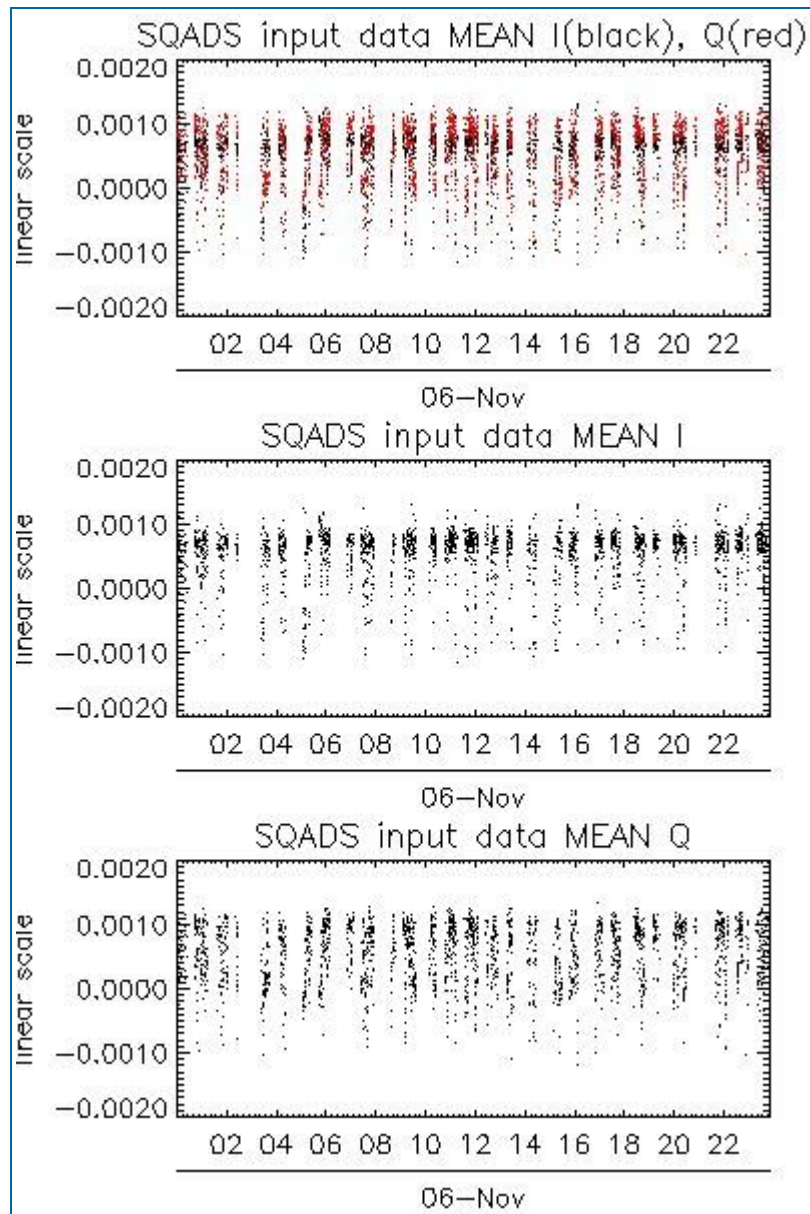 SQADS input data MEAN I(black), Q(red)
0.0020
0.0010
0.0000
−0.0010
−0.0020
linear scale
02 04 06 08 10 12 14 16 18 20 22
06−Nov
SQADS input data MEAN I
0.0020
0.0010
0.0000
−0.0010
−0.0020
linear scale
02 04 06 08 10 12 14 16 18 20 22
06−Nov
SQADS input data MEAN Q
0.0020
0.0010
0.0000
−0.0010
−0.0020
linear scale
02 04 06 08 10 12 14 16 18 20 22
06−Nov